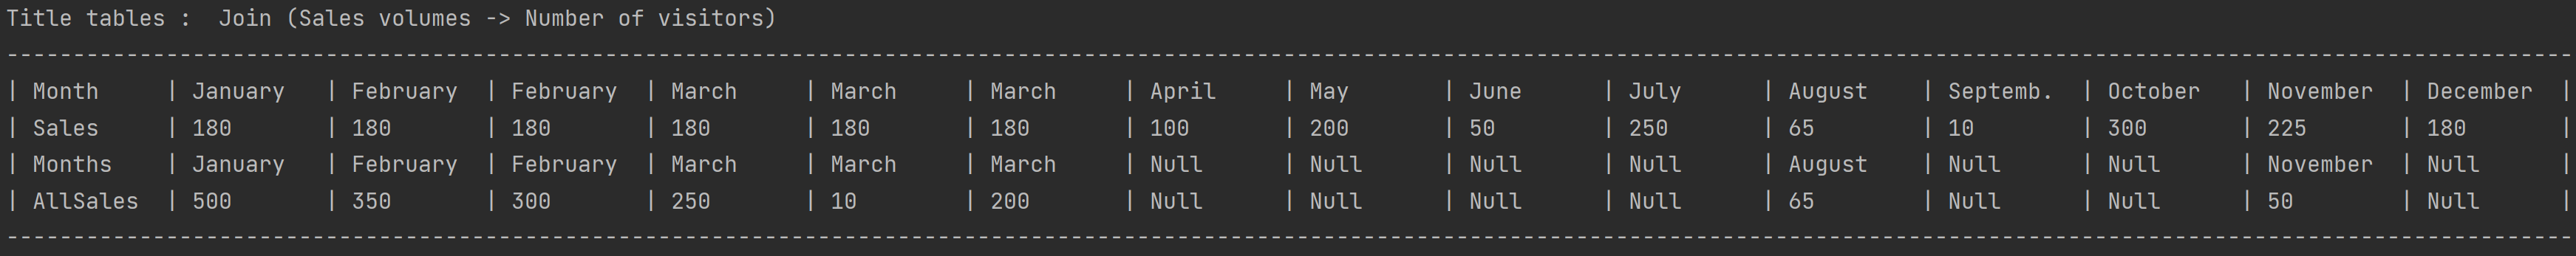 Title tables :  Join (Sales volumes -> Number of visitors)
| Month | January | February | February | March | March | March | April | May | June | July | August | Septemb. | October | November | December |
| Sales | 180 | 180 | 180 | 180 | 180 | 180 | 100 | 200 | 50 | 250 | 65 | 10 | 300 | 225 | 180 |
| Months | January | February | February | March | March | March | Null | Null | Null | Null | August | Null | Null | November | Null |
| AllSales | 500 | 350 | 300 | 250 | 10 | 200 | Null | Null | Null | Null | 65 | Null | Null | 50 | Null |